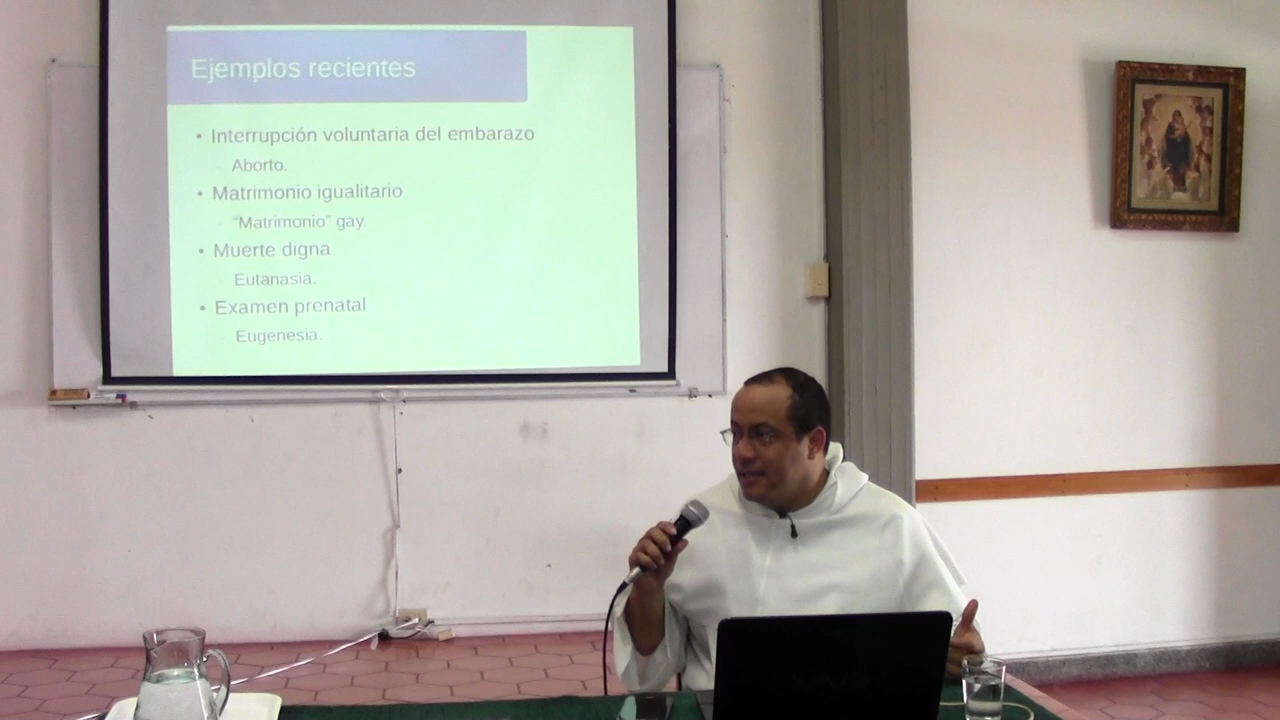 Ejemplos recientes
• Interrupción voluntaria del embarazo
Aborto.
• Matrimonio igualitario
“Matrimonio” gay.
• Muerte digna
Eutanasia.
• Examen prenatal
Eugenesia.